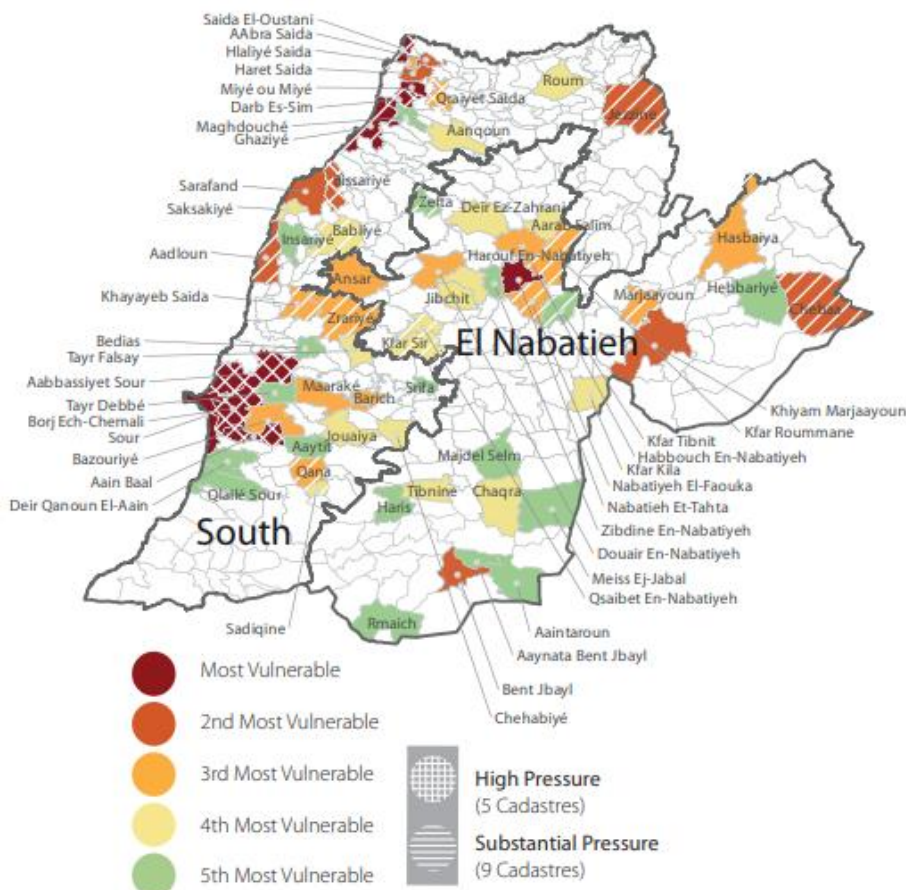 Saida El-Oustani
AAbra Saida
Hlaliyé Saida
Haret Saida
Miyé ou Miyé
Darb Es-Sim
Maghdouché
Ghaziyé
Qraiyet Saida
Roum
Jezzine
Aanqoun
Sarafand
Bissariyé
Saksakiyé
Zefta
Deir Ez-Zahrani
Aarab Salim
Babliyé
Insariyé
Aadloun
Harouf En-Nabatiyeh
Hasbaiya
Ansar
Jibchit
Marjaayoun
Hebbariyé
Chebaa
Khayayeb Saida
Zrariyé
Kfar Sir
El Nabatieh
Bedias
Tayr Falsay
Aabbassiyet Sour
Maaraké
Srifa
Barich
Tayr Debbé
Borj Ech-Chemali
Sour
Jouaiya
Bazouriyé
Aaytit
Majdel Selm
Aain Baal
Qana
Deir Qanoun El-Aain
Qlailé Sour
Tibnine
Chaqra
Haris
South
Khiyam Marjaayoun
Kfar Roummane
Kfar Tibnit
Habbouch En-Nabatiyeh
Kfar Kila
Nabatiyeh El-Faouka
Nabatieh Et-Tahta
Zibdine En-Nabatiyeh
Douair En-Nabatiyeh
Meiss Ej-Jabal
Qsaibet En-Nabatiyeh
Sadiqine
Rmaich
Aaintaroun
Aaynata Bent Jbayl
Bent Jbayl
Chehabiyé
Most Vulnerable
2nd Most Vulnerable
3rd Most Vulnerable
4th Most Vulnerable
5th Most Vulnerable
High Pressure
(5 Cadastres)
Substantial Pressure
(9 Cadastres)